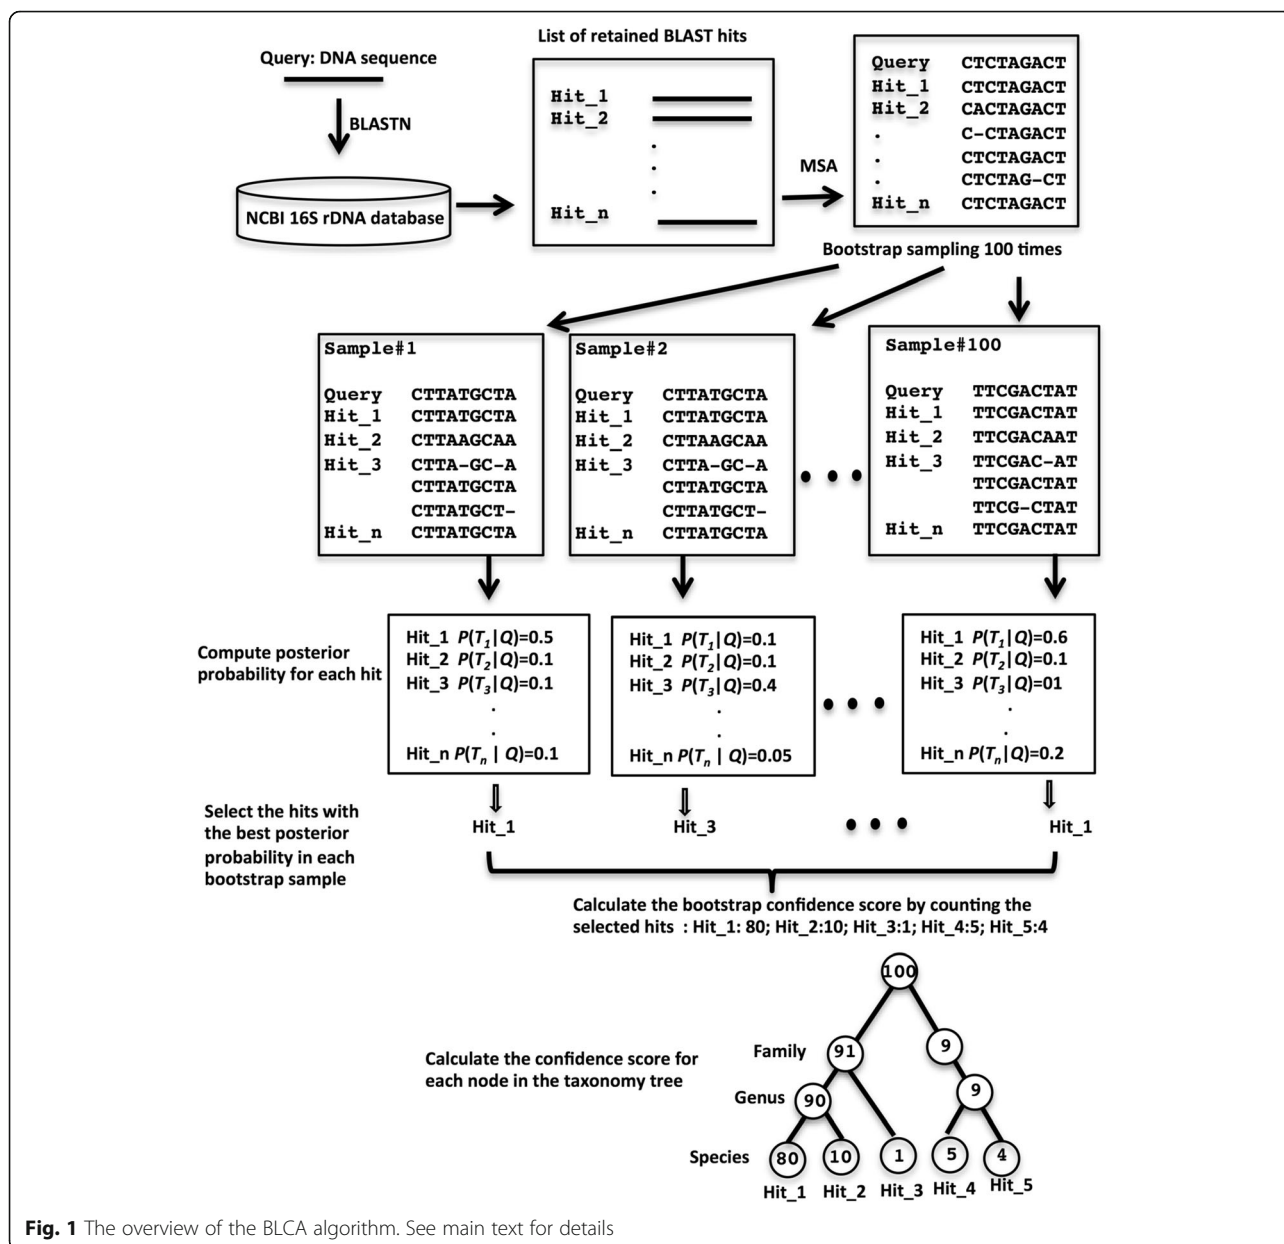 Query: DNA sequence
BLASTN
NCBI 16S rDNA database
List of retained BLAST hits
Hit_1
Hit_2
.
.
.
Hit_n
MSA
Query CTCTAGACT
Hit_1 CTCTAGACT
Hit_2 CACTAGACT
. C-CTAGACT
. CTCTAGACT
. CTCTAG-CT
Hit_n CTCTAGACT
Bootstrap sampling 100 times
Sample#1
Query CTTATGCTA
Hit_1 CTTATGCTA
Hit_2 CTTAAGCAA
Hit_3 CTTA-GC-A
CTTATGCTA
CTTATGCT-
Hit_n CTTATGCTA
Sample#2
Query CTTATGCTA
Hit_1 CTTATGCTA
Hit_2 CTTAAGCAA
Hit_3 CTTA-GC-A
CTTATGCTA
CTTATGCT-
Hit_n CTTATGCTA
Sample#100
Query TTCGACTAT
Hit_1 TTCGACTAT
Hit_2 TTCGACAAT
Hit_3 TTCGAC-AT
TTCGACTAT
TTCG-CTAT
Hit_n TTCGACTAT
Compute posterior
probability for each hit
Hit_1 P(T1|Q)=0.5
Hit_2 P(T2|Q)=0.1
Hit_3 P(T3|Q)=0.1
.
.
Hit_n P(Tn | Q)=0.1
Hit_1 P(T1|Q)=0.1
Hit_2 P(T2|Q)=0.1
Hit_3 P(T3|Q)=0.4
.
.
Hit_n P(Tn | Q)=0.05
Hit_1 P(T1|Q)=0.6
Hit_2 P(T2|Q)=0.1
Hit_3 P(T3|Q)=01
.
.
Hit_n P(Tn|Q)=0.2
Select the hits with
the best posterior
probability in each
bootstrap sample
Hit_1
Hit_3
Hit_1
Calculate the bootstrap confidence score by counting the
selected hits : Hit_1: 80; Hit_2:10; Hit_3:1; Hit_4:5; Hit_5:4
Calculate the confidence score for
each node in the taxonomy tree
100
Family 91 9
Genus 90 9
Species 80 10 1 5 4
Hit_1 Hit_2 Hit_3 Hit_4 Hit_5
Fig. 1 The overview of the BLCA algorithm. See main text for details